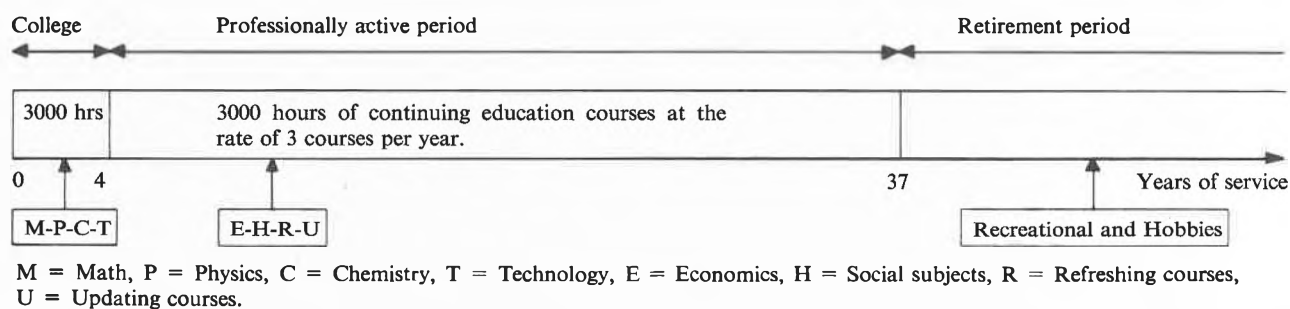 College Professionally active period Retirement period
3000 hrs 3000 hours of continuing education courses at the
rate of 3 courses per year.
0 4 37 Years of service
M-P-C-T E-H-R-U Recreational and Hobbies
M = Math, P = Physics, C = Chemistry, T = Technology, E = Economics, H = Social subjects, R = Refreshing courses,
U = Updating courses.